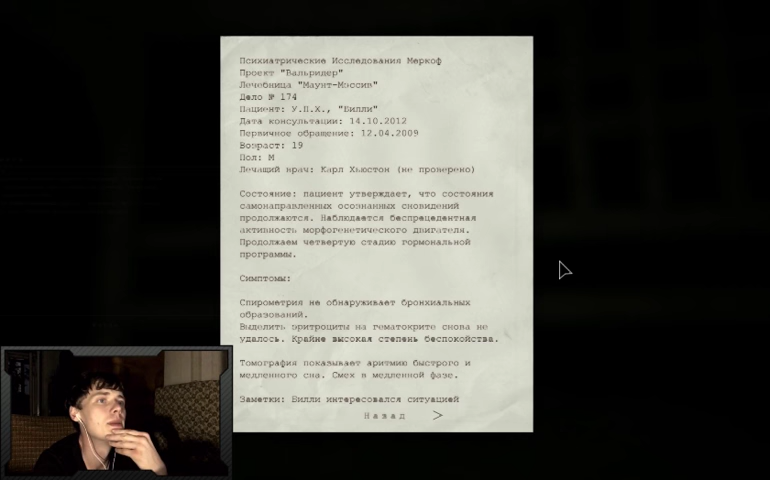 Психиатрические Исследования Меркоф
Проект "Вальридер"
Лечебница "Маунт-Мэссив"
Дело № 174
Пациент: У.П.Х., "Билли"
Дата консультации: 14.10.2012
Первичное обращение: 12.04.2009
Возраст: 19
Пол: М
Лечащий врач: Карл Хьюстон (не проверено)
Состояние: пациент утверждает, что состояния
самонаправленных осознанных сновидений
продолжаются. Наблюдается беспрецедентная
активность морфогенетического двигателя.
Продолжаем четвертую стадию гормональной
программы.
Симптомы:
Спирометрия не обнаруживает бронхиальных
образований.
Выделить эритроциты на гематокрите снова не
удалось. Крайне высокая степень беспокойства.
Томография показывает аритмию быстрого и
медленного сна. Смех в медленной фазе.
Заметки: Билли интересовался ситуацией
Назад >